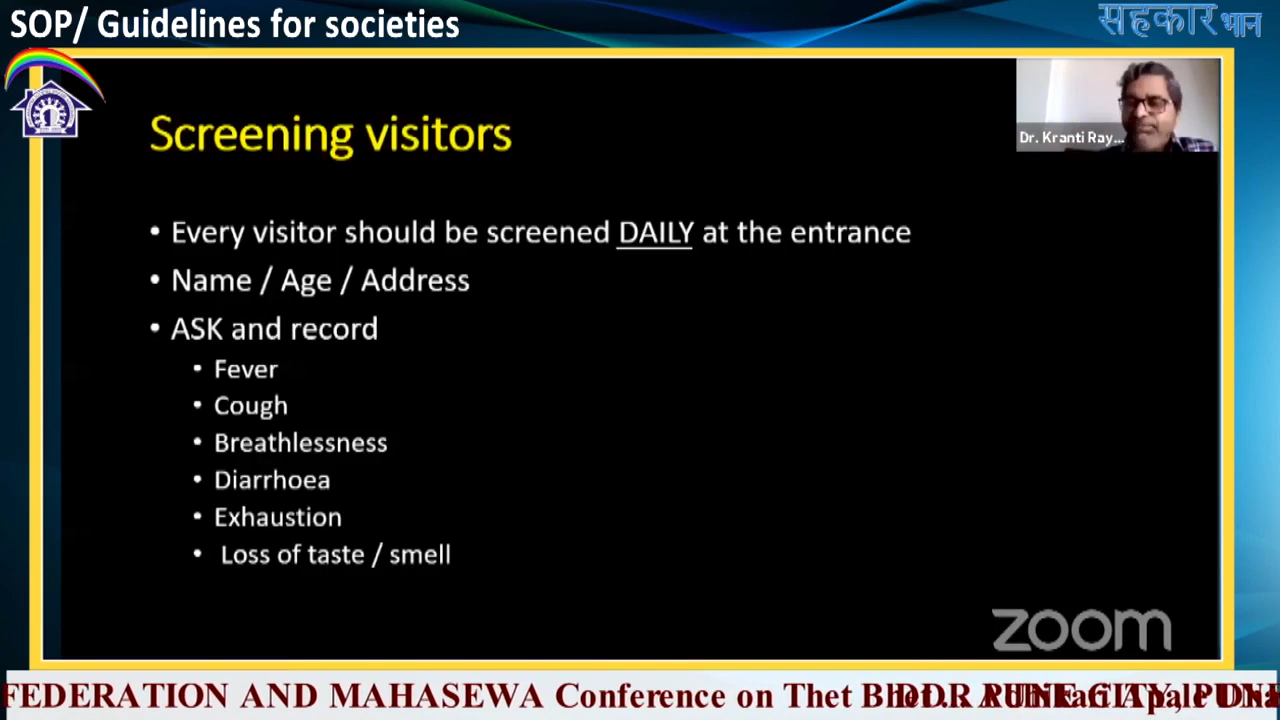 SOP/ Guidelines for societies
सहकार भान
Dr. Kranti Ray...
Screening visitors
• Every visitor should be screened DAILY at the entrance
• Name / Age / Address
• ASK and record
• Fever
• Cough
• Breathlessness
• Diarrhoea
• Exhaustion
• Loss of taste / smell
zoom
FEDERATION AND MAHASEWA Conference on Thet